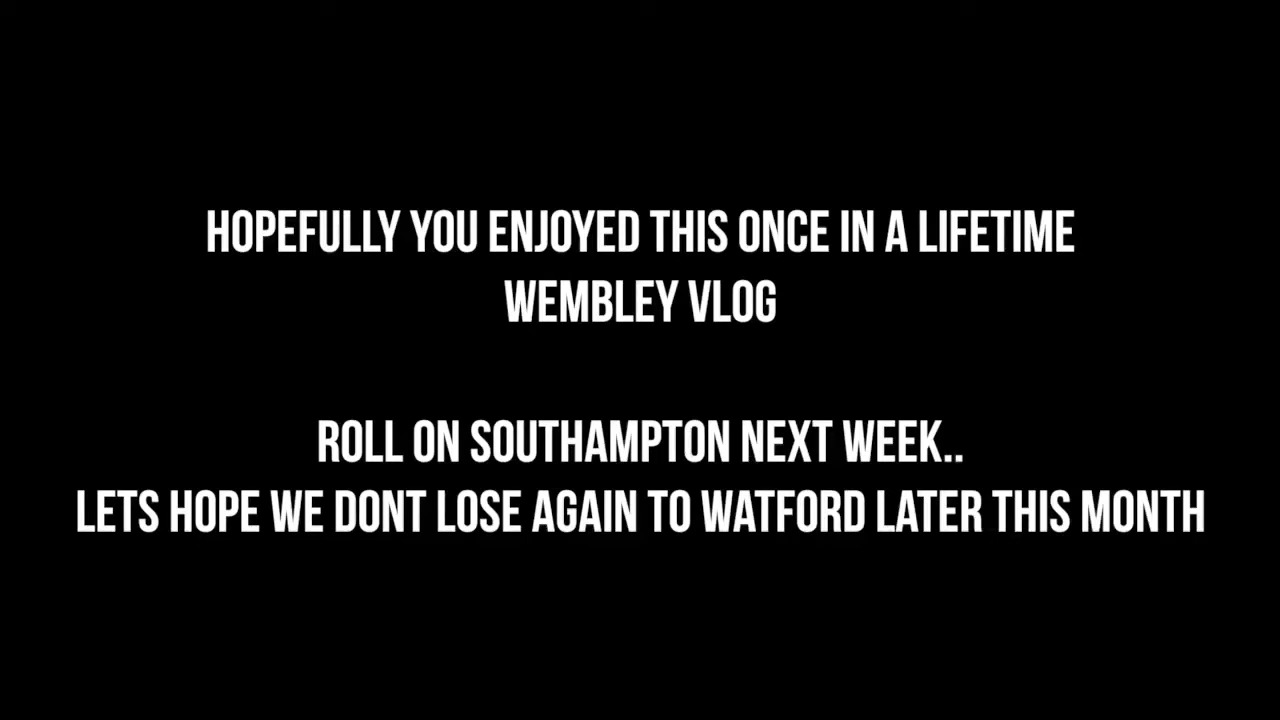 HOPEFULLY YOU ENJOYED THIS ONCE IN A LIFETIME
WEMBLEY VLOG
ROLL ON SOUTHAMPTON NEXT WEEK..
LETS HOPE WE DONT LOSE AGAIN TO WATFORD LATER THIS MONTH